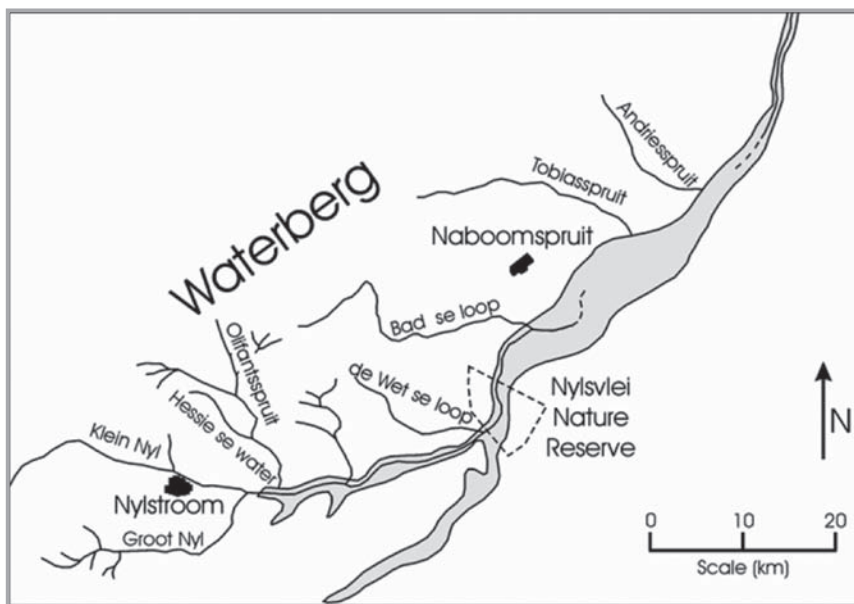 Andriesspruit
Tobiasspruit
Waterberg
Naboomspruit
Olifantsspruit
Bad se loop
de Wet se loop
Hessie se water
Nylsvlei
Nature
Reserve
N
Klein Nyl
Nylstroom
Groot Nyl
0 10 20
Scale (km)